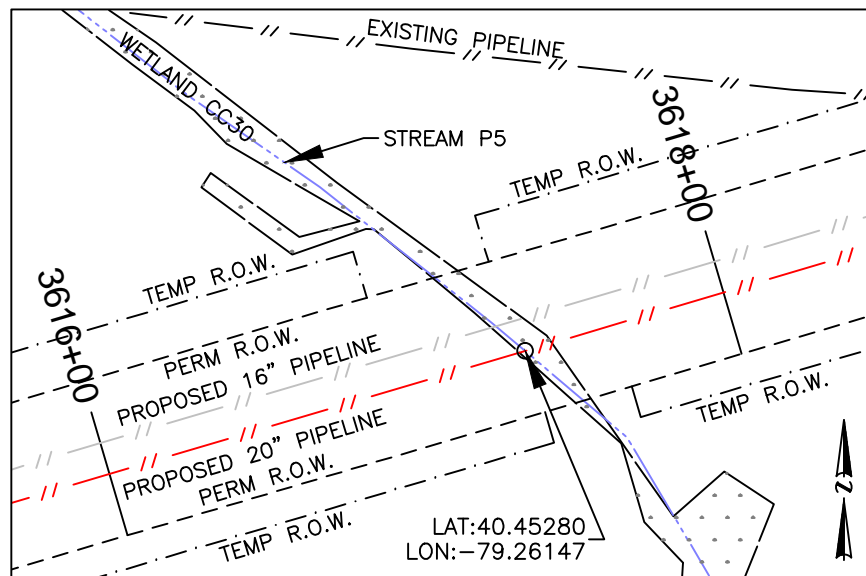 EXISTING PIPELINE
WETLAND CC30
STREAM P5
3618+00
TEMP R.O.W.
TEMP R.O.W.
3616+00
PERM R.O.W.
PROPOSED 16" PIPELINE
TEMP R.O.W.
PROPOSED 20" PIPELINE
PERM R.O.W.
TEMP R.O.W.
LAT:40.45280
LON:-79.26147
N